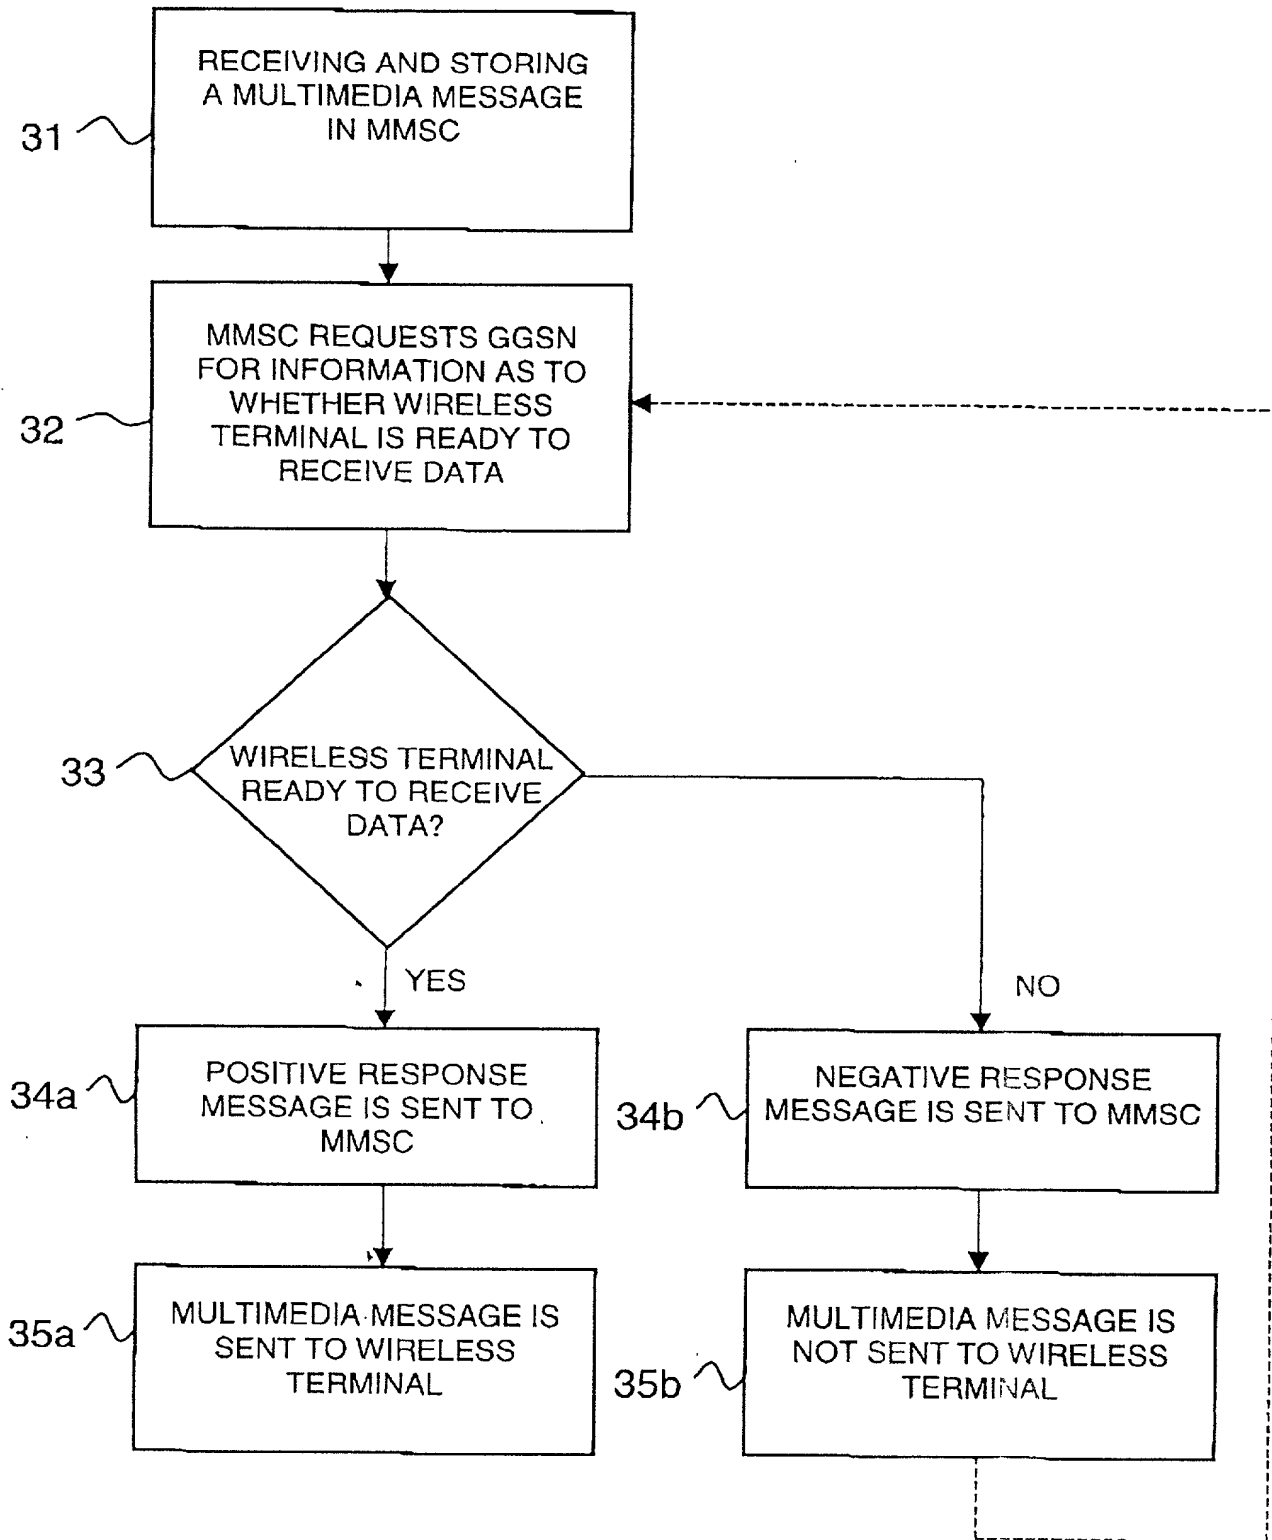 RECEIVING AND STORING
A MULTIMEDIA MESSAGE
IN MMSC
31
MMSC REQUESTS GGSN
FOR INFORMATION AS TO
WHETHER WIRELESS
TERMINAL IS READY TO
RECEIVE DATA
32
WIRELESS TERMINAL
READY TO RECEIVE
DATA?
33
YES
NO
POSITIVE RESPONSE
MESSAGE IS SENT TO
MMSC
34a
NEGATIVE RESPONSE
MESSAGE IS SENT TO MMSC
34b
MULTIMEDIA MESSAGE IS
SENT TO WIRELESS
TERMINAL
35a
MULTIMEDIA MESSAGE IS
NOT SENT TO WIRELESS
TERMINAL
35b